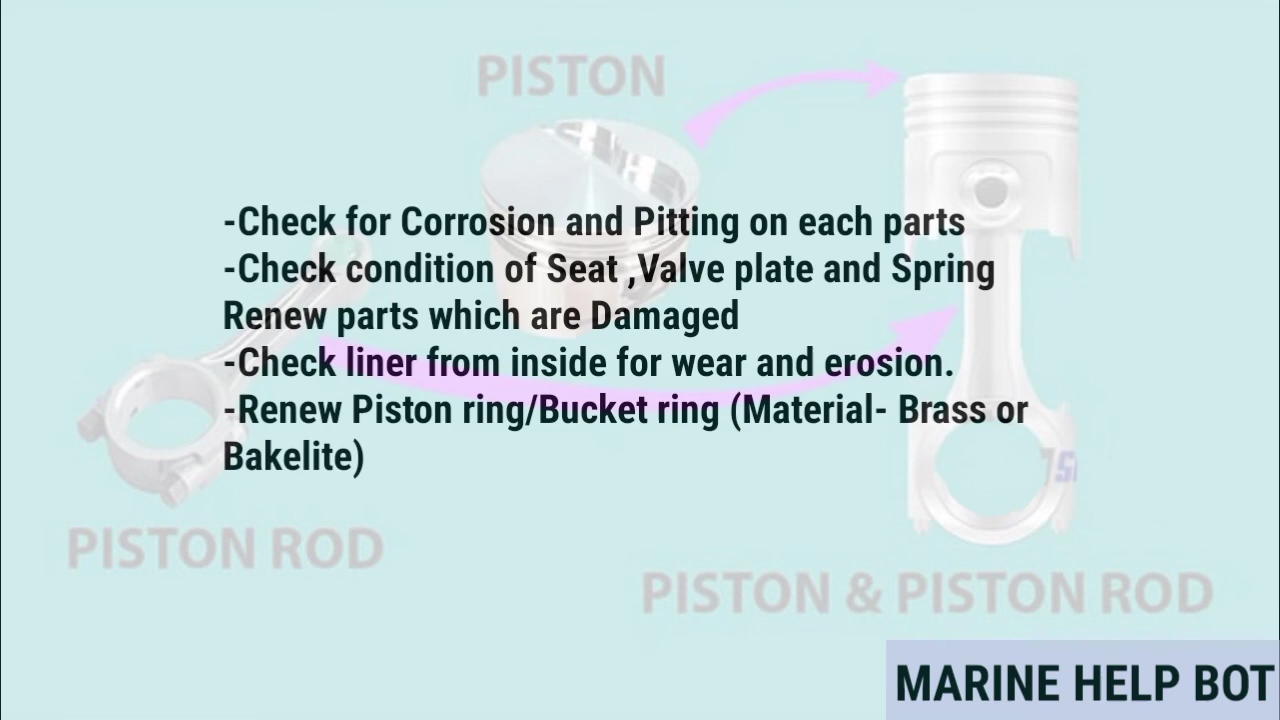 PISTON
-Check for Corrosion and Pitting on each parts
-Check condition of Seat ,Valve plate and Spring
Renew parts which are Damaged
-Check liner from inside for wear and erosion.
-Renew Piston ring/Bucket ring (Material- Brass or
Bakelite)
PISTON ROD
PISTON & PISTON ROD
MARINE HELP BOT